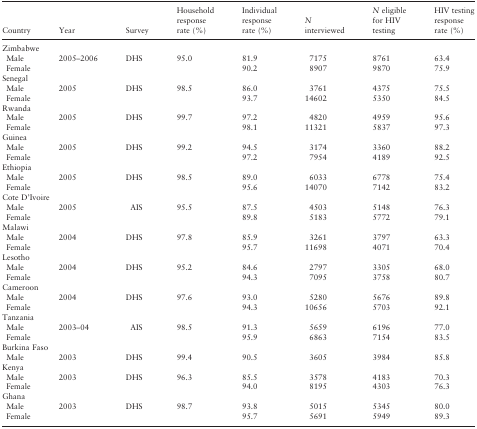 Country Year Survey Household response rate (%) Individual response rate (%) N interviewed N eligible for HIV testing HIV testing response rate (%)
Zimbabwe
Male 2005–2006 DHS 95.0 81.9 7175 8761 63.4
Female 90.2 8907 9870 75.9
Senegal
Male 2005 DHS 98.5 86.0 3761 4375 75.5
Female 93.7 14602 5350 84.5
Rwanda
Male 2005 DHS 99.7 97.2 4820 4959 95.6
Female 98.1 11321 5837 97.3
Guinea
Male 2005 DHS 99.2 94.5 3174 3360 88.2
Female 97.2 7954 4189 92.5
Ethiopia
Male 2005 DHS 98.5 89.0 6033 6778 75.4
Female 95.6 14070 7142 83.2
Cote D'Ivoire
Male 2005 AIS 95.5 87.5 4503 5148 76.3
Female 89.8 5183 5772 79.1
Malawi
Male 2004 DHS 97.8 85.9 3261 3797 63.3
Female 95.7 11698 4071 70.4
Lesotho
Male 2004 DHS 95.2 84.6 2797 3305 68.0
Female 94.3 7095 3758 80.7
Cameroon
Male 2004 DHS 97.6 93.0 5280 5676 89.8
Female 94.3 10656 5703 92.1
Tanzania
Male 2003–04 AIS 98.5 91.3 5659 6196 77.0
Female 95.9 6863 7154 83.5
Burkina Faso
Male 2003 DHS 99.4 90.5 3605 3984 85.8
Kenya
Male 2003 DHS 96.3 85.5 3578 4183 70.3
Female 94.0 8195 4303 76.3
Ghana
Male 2003 DHS 98.7 93.8 5015 5345 80.0
Female 95.7 5691 5949 89.3